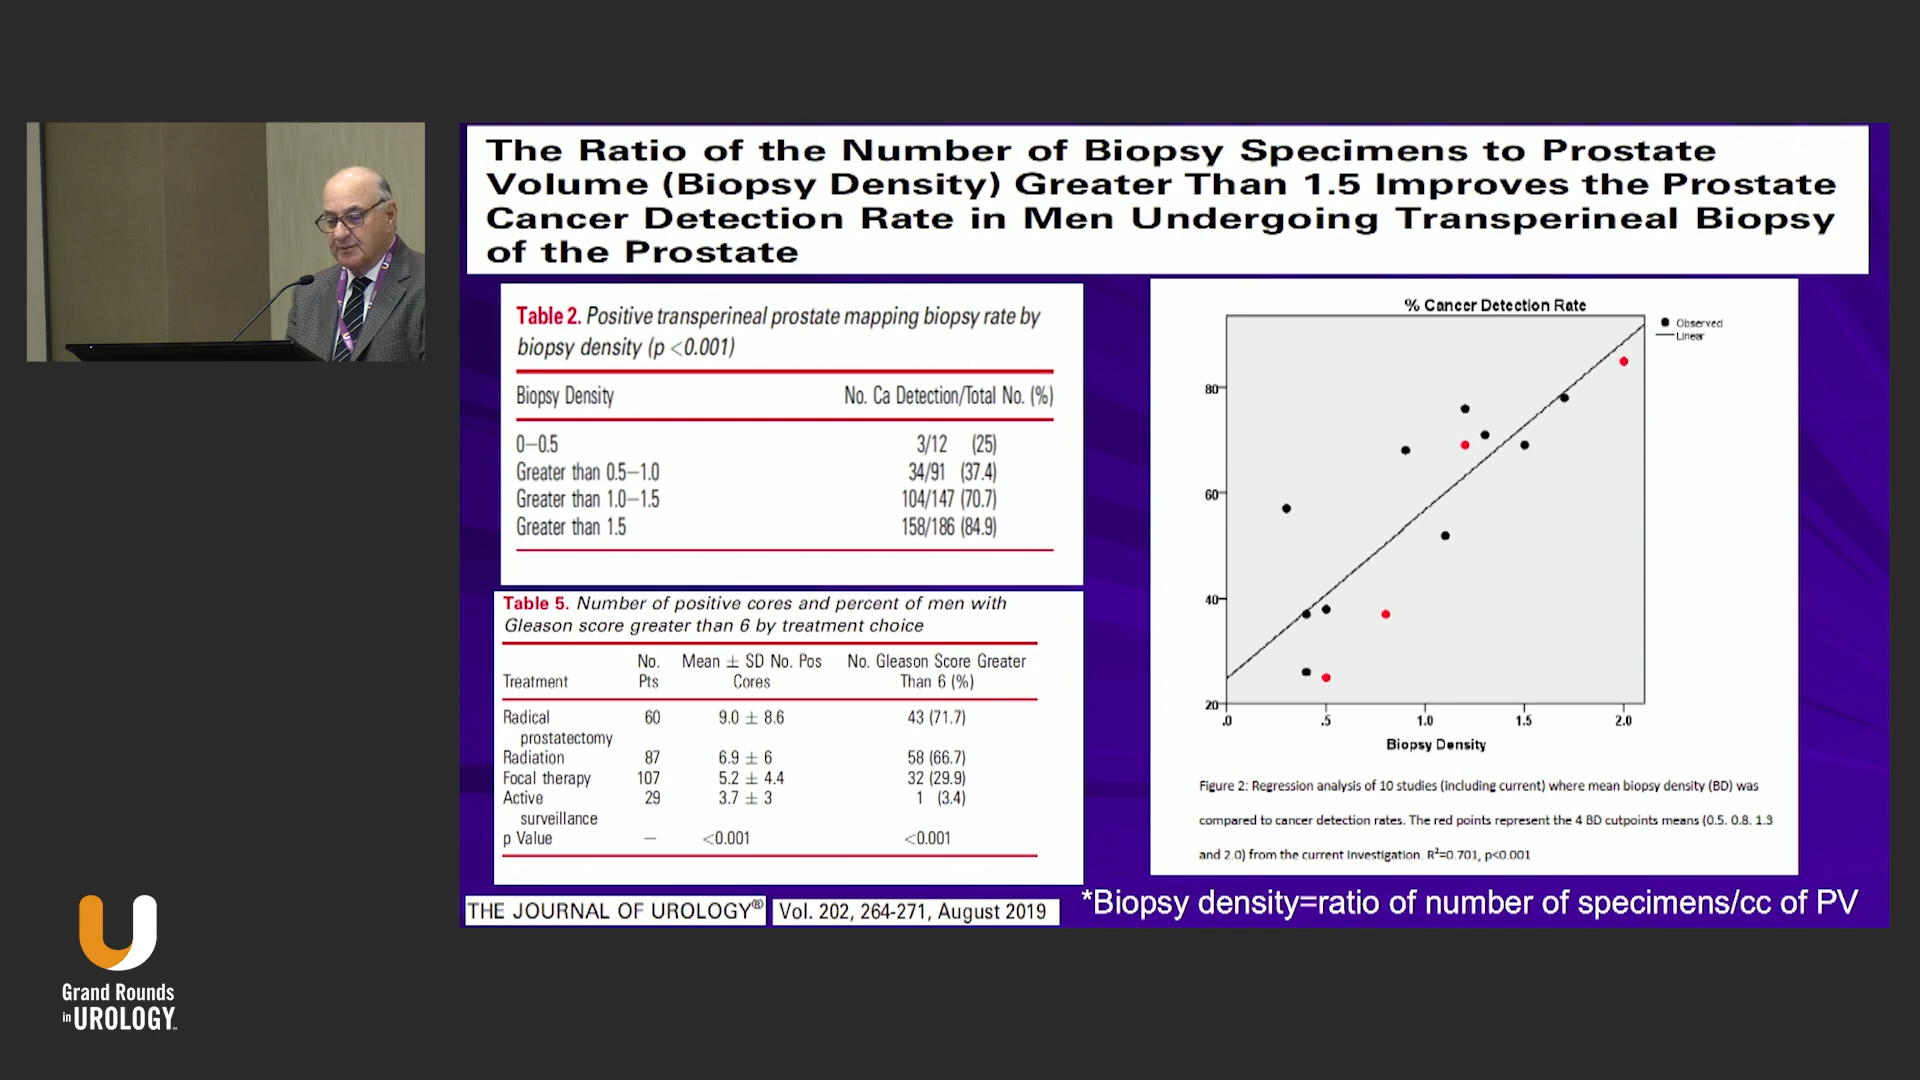 The Ratio of the Number of Biopsy Specimens to Prostate
Volume (Biopsy Density) Greater Than 1.5 Improves the Prostate
Cancer Detection Rate in Men Undergoing Transperineal Biopsy
of the Prostate
Table 2. Positive transperineal prostate mapping biopsy rate by
biopsy density (p <0.001)
Biopsy Density No. Ca Detection/Total No. (%)
0–0.5 3/12 (25)
Greater than 0.5–1.0 34/91 (37.4)
Greater than 1.0–1.5 104/147 (70.7)
Greater than 1.5 158/186 (84.9)
Table 5. Number of positive cores and percent of men with
Gleason score greater than 6 by treatment choice
No. Mean ± SD No. Pos No. Gleason Score Greater
Treatment Pts Cores Than 6 (%)
Radical 60 9.0 ± 8.6 43 (71.7)
prostatectomy
Radiation 87 6.9 ± 6 58 (66.7)
Focal therapy 107 5.2 ± 4.4 32 (29.9)
Active 29 3.7 ± 3 1 (3.4)
surveillance
p Value — <0.001 <0.001
THE JOURNAL OF UROLOGY® Vol. 202, 264-271, August 2019
% Cancer Detection Rate
Observed
Linear
80
60
40
20
.0 .5 1.0 1.5 2.0
Biopsy Density
Figure 2: Regression analysis of 10 studies (including current) where mean biopsy density (BD) was
compared to cancer detection rates. The red points represent the 4 BD cutpoints means (0.5. 0.8. 1.3
and 2.0) from the current investigation. R²=0.701, p<0.001
*Biopsy density=ratio of number of specimens/cc of PV
Grand Rounds
in UROLOGY™